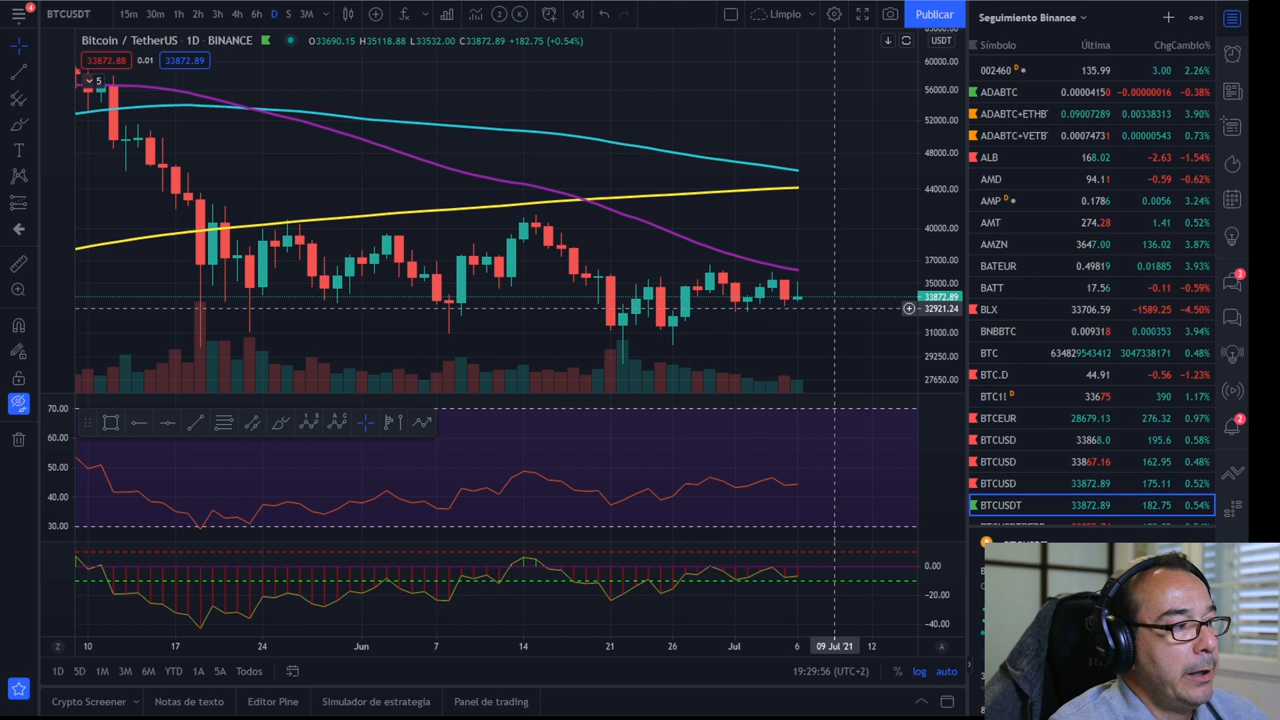 4
BTCUSDT
15m 30m 1h 2h 3h 4h 6h D S 3M
2 K
Limpio
Publicar
Bitcoin / TetherUS · 1D · BINANCE O33690.15 H35118.88 L33532.00 C33872.89 +182.75 (+0.54%)
USDT
33872.88 0.01 33872.89
5
60000.00
56000.00
52000.00
48000.00
44000.00
40000.00
37000.00
35000.00
33872.89
32921.24
31000.00
29250.00
27650.00
70.00
60.00
50.00
40.00
30.00
0.00
−20.00
−40.00
Z 10 17 24 Jun 7 14 21 26 Jul 6 09 Jul '21 12 A
1D 5D 1M 3M 6M YTD 1A 5A Todos
19:29:56 (UTC+2) % log auto
Crypto Screener Notas de texto Editor Pine Simulador de estrategia Panel de trading
Seguimiento Binance
Símbolo Última Chg Cambio%
002460 D 135.99 3.00 2.26%
ADABTC 0.00004150 −0.00000016 −0.38%
ADABTC+ETHB 0.09007289 0.00338313 3.90%
ADABTC+VETB 0.00074731 0.00000543 0.73%
ALB 168.02 −2.63 −1.54%
AMD 94.11 −0.59 −0.62%
AMP D 0.1786 0.0056 3.24%
AMT 274.28 1.41 0.52%
AMZN 3647.00 136.02 3.87%
BATEUR 0.49819 0.01885 3.93%
BATT 17.56 −0.11 −0.59%
BLX 33706.59 −1589.25 −4.50%
BNBBTC 0.009318 0.000353 3.94%
BTC 634829543412 3047338171 0.48%
BTC.D 44.91 −0.56 −1.23%
BTC1! D 33675 390 1.17%
BTCEUR 28679.13 276.32 0.97%
BTCUSD 33868.0 195.6 0.58%
BTCUSD 33867.16 162.95 0.48%
BTCUSD 33872.89 175.11 0.52%
BTCUSDT 33872.89 182.75 0.54%
3
2